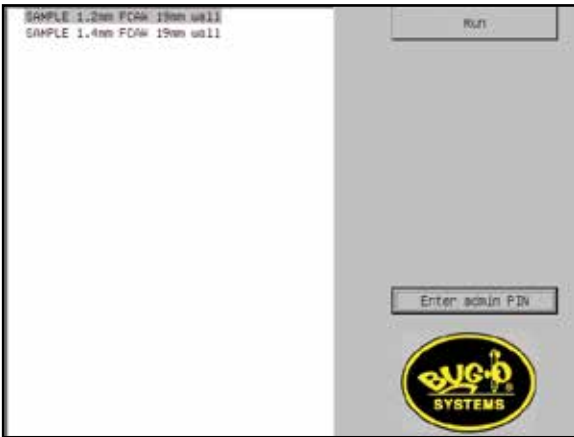 SAMPLE 1.2mm FCAW 19mm wall
SAMPLE 1.4mm FCAW 19mm wall
Run
Enter admin PIN
BUG-O
®
SYSTEMS